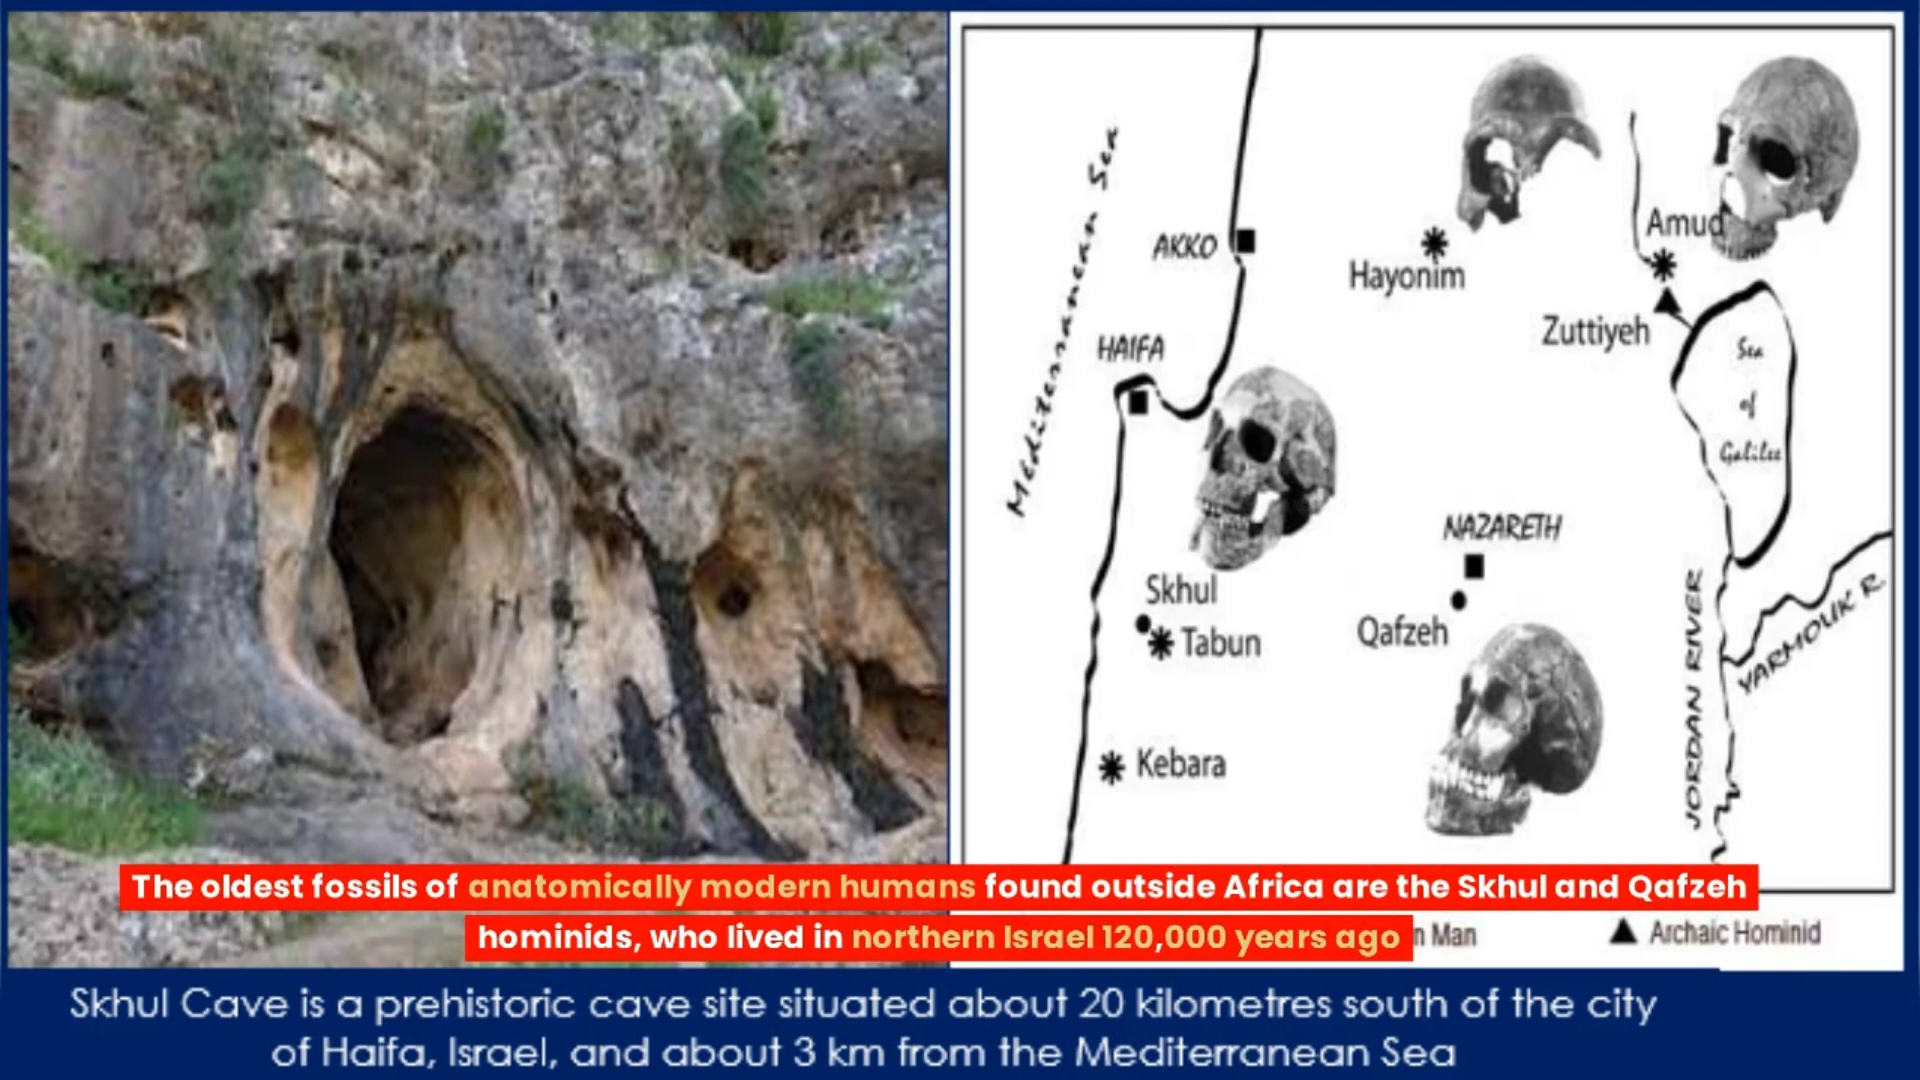 Mediterranean Sea
AKKO
Hayonim
Amud
Zuttiyeh
HAIFA
Sea
of
Galilee
NAZARETH
Skhul
Tabun
Qafzeh
JORDAN RIVER
YARMOUK R.
Kebara
The oldest fossils of anatomically modern humans found outside Africa are the Skhul and Qafzeh
hominids, who lived in northern Israel 120,000 years ago
Man
Archaic Hominid
Skhul Cave is a prehistoric cave site situated about 20 kilometres south of the city
of Haifa, Israel, and about 3 km from the Mediterranean Sea